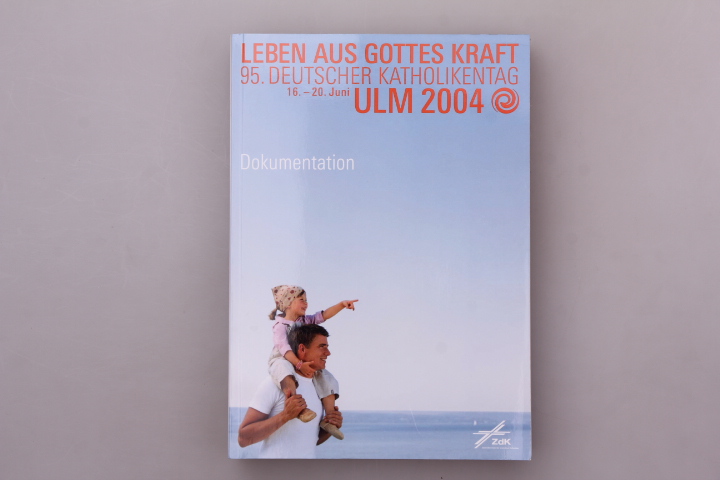 LEBEN AUS GOTTES KRAFT
95. DEUTSCHER KATHOLIKENTAG
16. – 20. Juni ULM 2004
Dokumentation
ZdK